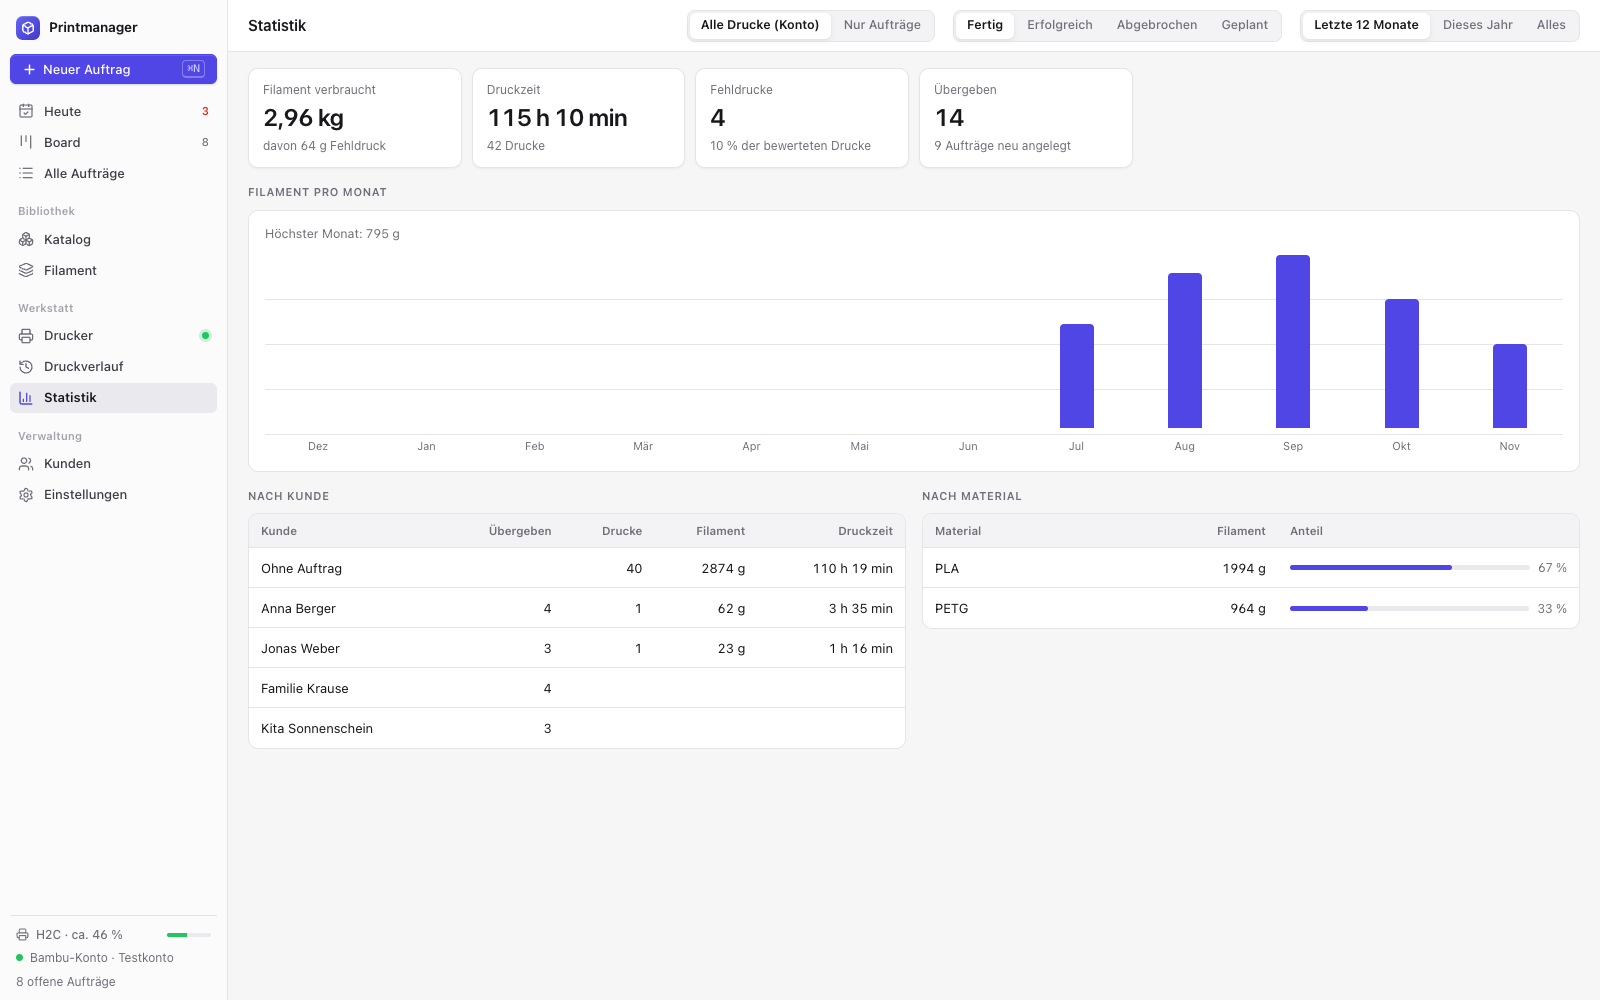 Printmanager
Neuer Auftrag ⌘N
Heute 3
Board 8
Alle Aufträge
Bibliothek
Katalog
Filament
Werkstatt
Drucker
Druckverlauf
Statistik
Verwaltung
Kunden
Einstellungen
H2C · ca. 46 %
Bambu-Konto · Testkonto
8 offene Aufträge
Statistik
Alle Drucke (Konto) Nur Aufträge
Fertig Erfolgreich Abgebrochen Geplant
Letzte 12 Monate Dieses Jahr Alles
Filament verbraucht
2,96 kg
davon 64 g Fehldruck
Druckzeit
115 h 10 min
42 Drucke
Fehldrucke
4
10 % der bewerteten Drucke
Übergeben
14
9 Aufträge neu angelegt
FILAMENT PRO MONAT
Höchster Monat: 795 g
Dez Jan Feb Mär Apr Mai Jun Jul Aug Sep Okt Nov
NACH KUNDE
Kunde Übergeben Drucke Filament Druckzeit
Ohne Auftrag 40 2874 g 110 h 19 min
Anna Berger 4 1 62 g 3 h 35 min
Jonas Weber 3 1 23 g 1 h 16 min
Familie Krause 4
Kita Sonnenschein 3
NACH MATERIAL
Material Filament Anteil
PLA 1994 g 67 %
PETG 964 g 33 %